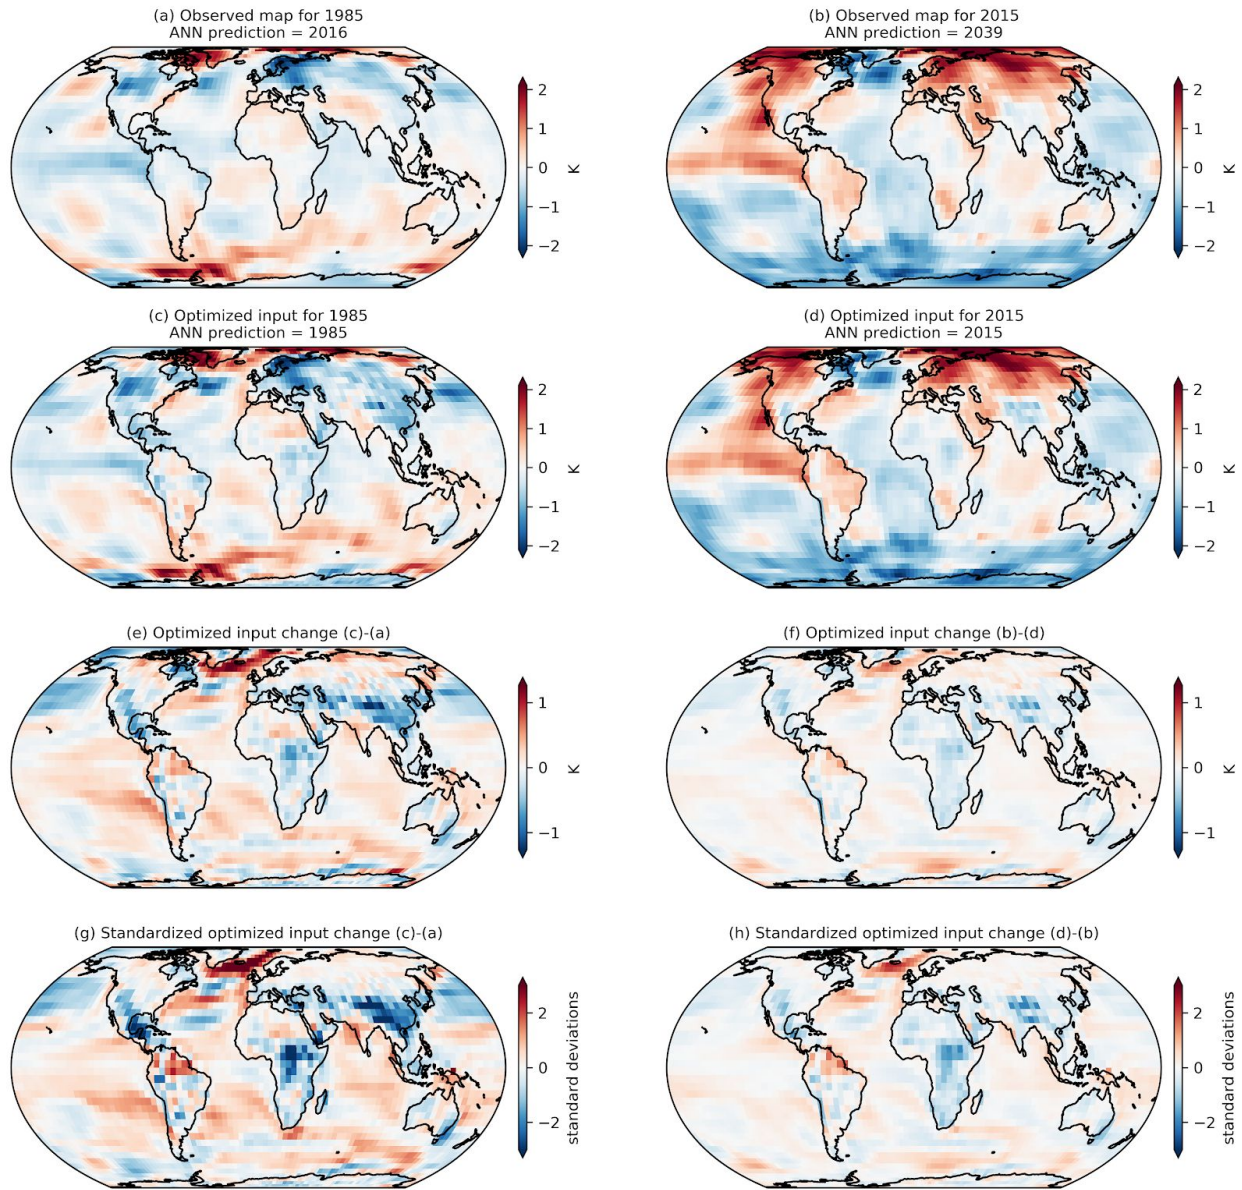 (a) Observed map for 1985
ANN prediction = 2016
2
1
0
−1
−2
K
(b) Observed map for 2015
ANN prediction = 2039
2
1
0
−1
−2
K
(c) Optimized input for 1985
ANN prediction = 1985
2
1
0
−1
−2
K
(d) Optimized input for 2015
ANN prediction = 2015
2
1
0
−1
−2
K
(e) Optimized input change (c)-(a)
1
0
−1
K
(f) Optimized input change (b)-(d)
1
0
−1
K
(g) Standardized optimized input change (c)-(a)
2
0
−2
standard deviations
(h) Standardized optimized input change (d)-(b)
2
0
−2
standard deviations